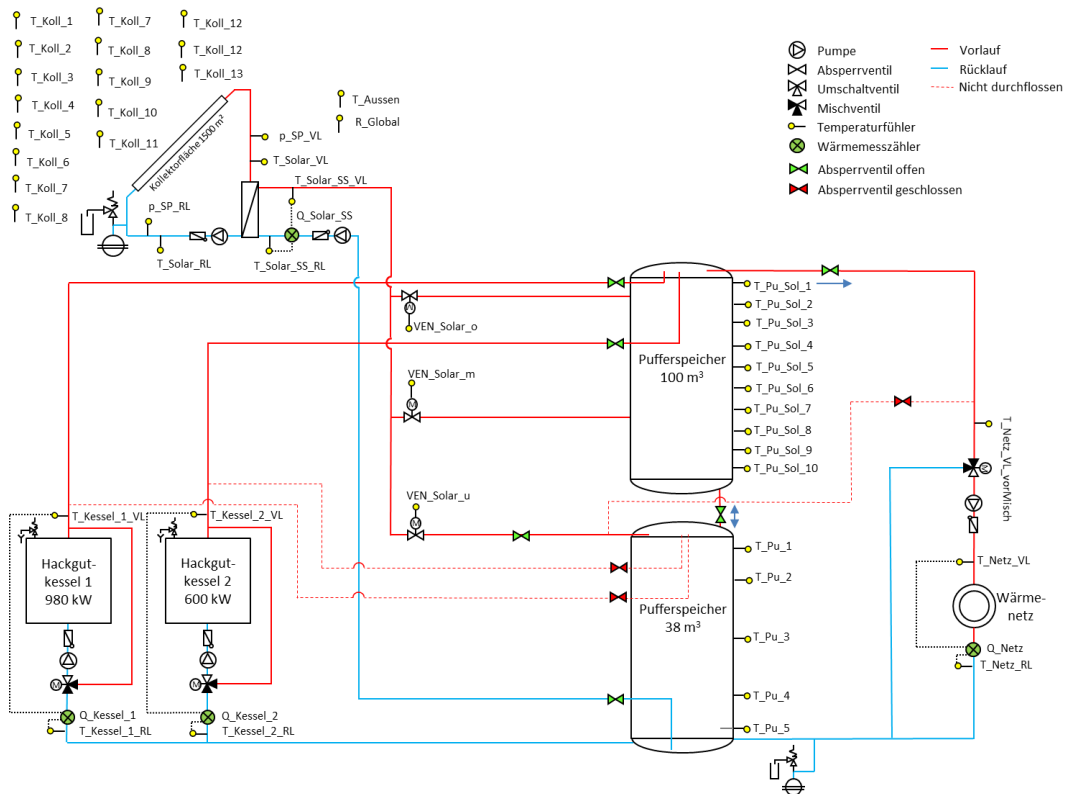 T_Koll_1
T_Koll_2
T_Koll_3
T_Koll_4
T_Koll_5
T_Koll_6
T_Koll_7
T_Koll_8
T_Koll_7
T_Koll_8
T_Koll_9
T_Koll_10
T_Koll_11
T_Koll_12
T_Koll_12
T_Koll_13
T_Aussen
R_Global
Kollektorfläche 1500 m²
p_SP_VL
T_Solar_VL
T_Solar_SS_VL
p_SP_RL
Q_Solar_SS
T_Solar_RL
T_Solar_SS_RL
Pumpe
Absperrventil
Umschaltventil
Mischventil
Temperaturfühler
Wärmemesszähler
Absperrventil offen
Absperrventil geschlossen
Vorlauf
Rücklauf
Nicht durchflossen
M
VEN_Solar_o
VEN_Solar_m
M
VEN_Solar_u
M
Pufferspeicher
100 m³
T_Pu_Sol_1
T_Pu_Sol_2
T_Pu_Sol_3
T_Pu_Sol_4
T_Pu_Sol_5
T_Pu_Sol_6
T_Pu_Sol_7
T_Pu_Sol_8
T_Pu_Sol_9
T_Pu_Sol_10
T_Netz_VL_vorMisch
M
T_Kessel_1_VL
T_Kessel_2_VL
Hackgut-
kessel 1
980 kW
Hackgut-
kessel 2
600 kW
M
M
Q_Kessel_1
T_Kessel_1_RL
Q_Kessel_2
T_Kessel_2_RL
Pufferspeicher
38 m³
T_Pu_1
T_Pu_2
T_Pu_3
T_Pu_4
T_Pu_5
T_Netz_VL
Wärme-
netz
Q_Netz
T_Netz_RL